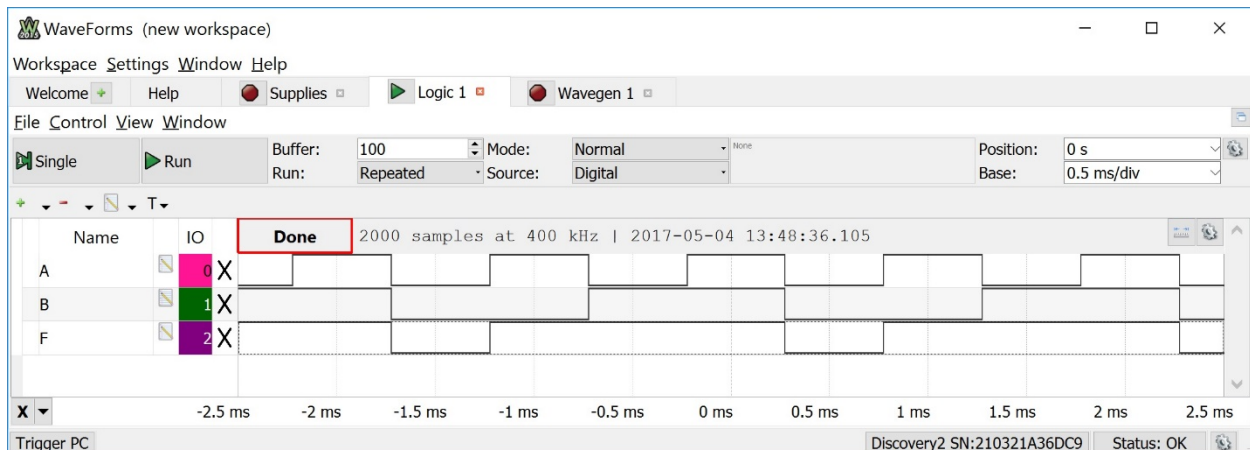 WaveForms (new workspace)
Workspace Settings Window Help
Welcome Help Supplies Logic 1 Wavegen 1
File Control View Window
Single Run Buffer: 100 Mode: Normal None Position: 0 s
Run: Repeated Source: Digital Base: 0.5 ms/div
T
Name IO Done 2000 samples at 400 kHz | 2017-05-04 13:48:36.105
A 0 X
B 1 X
F 2 X
X -2.5 ms -2 ms -1.5 ms -1 ms -0.5 ms 0 ms 0.5 ms 1 ms 1.5 ms 2 ms 2.5 ms
Trigger PC Discovery2 SN:210321A36DC9 Status: OK